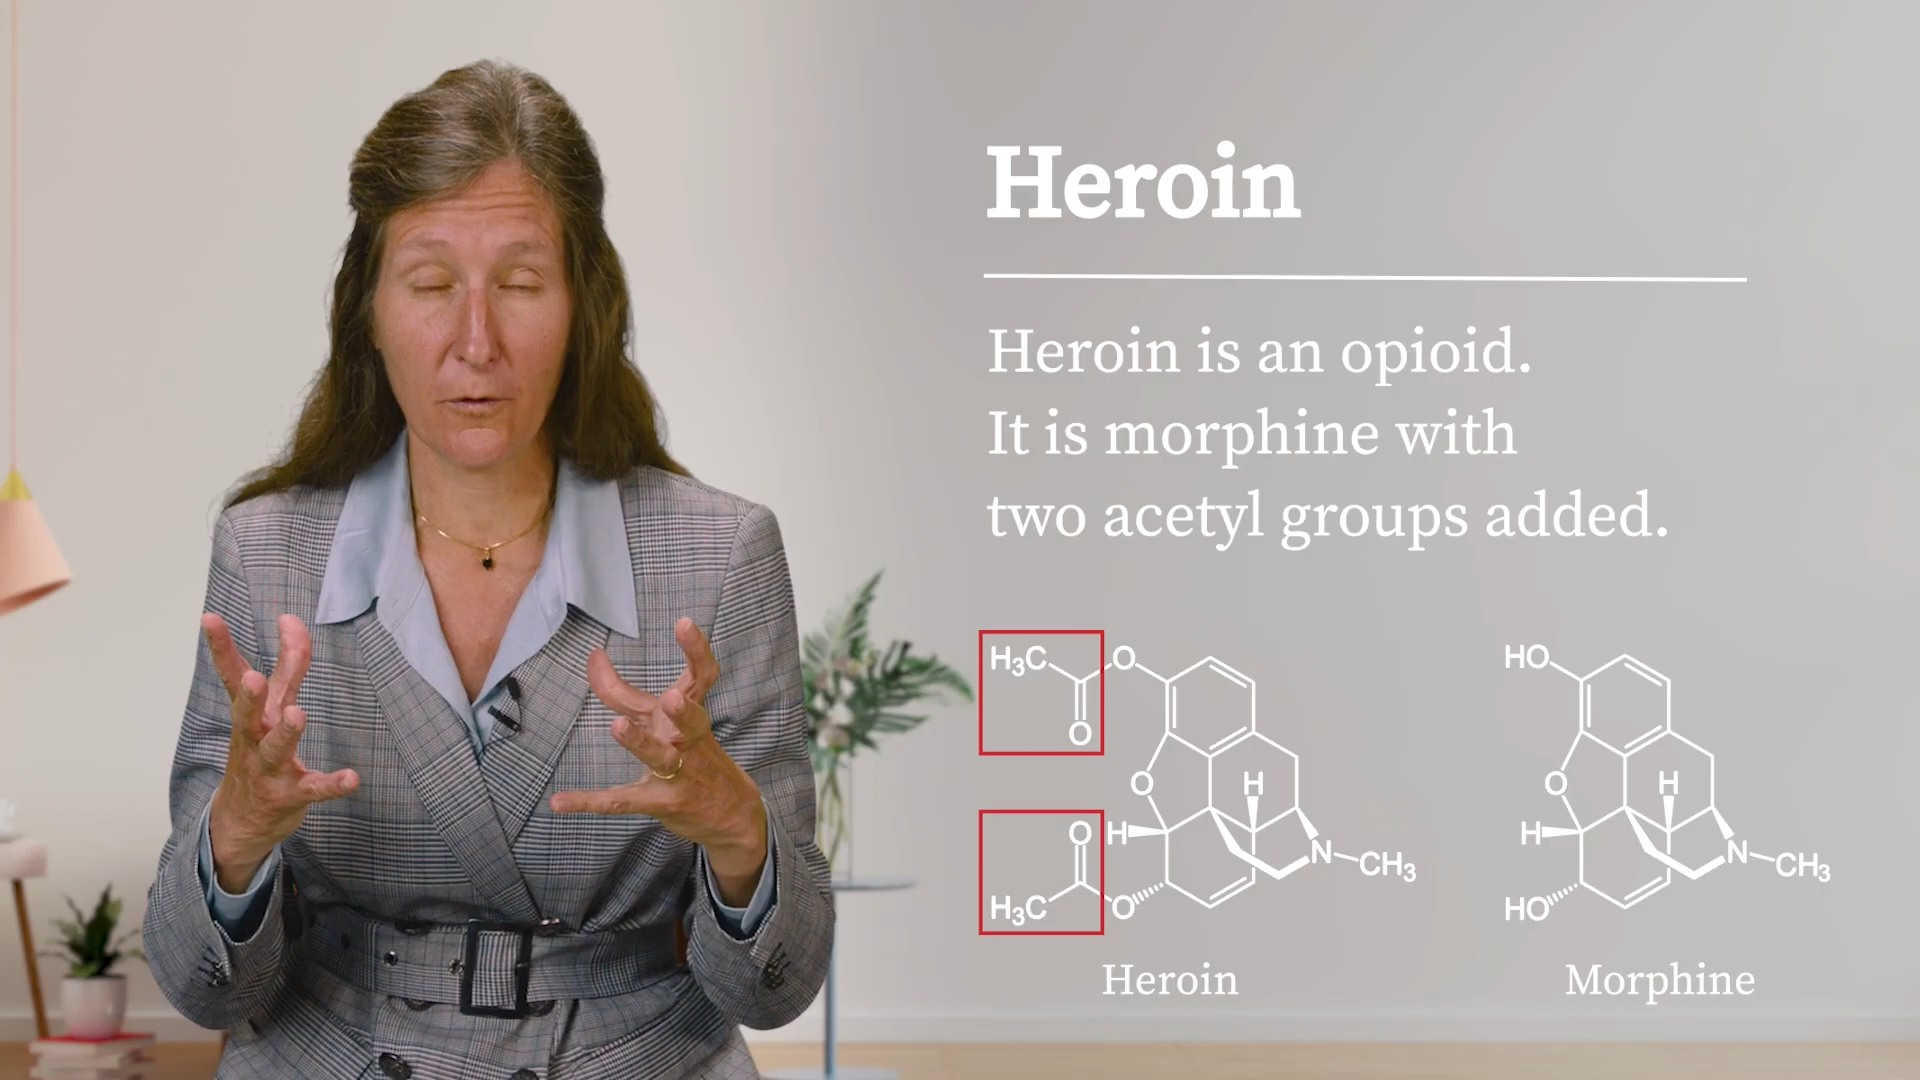 Heroin
Heroin is an opioid.
It is morphine with
two acetyl groups added.
H₃C O
O
O
H
O H
N CH₃
H₃C O
HO
O
H
H
N CH₃
HO
Heroin
Morphine